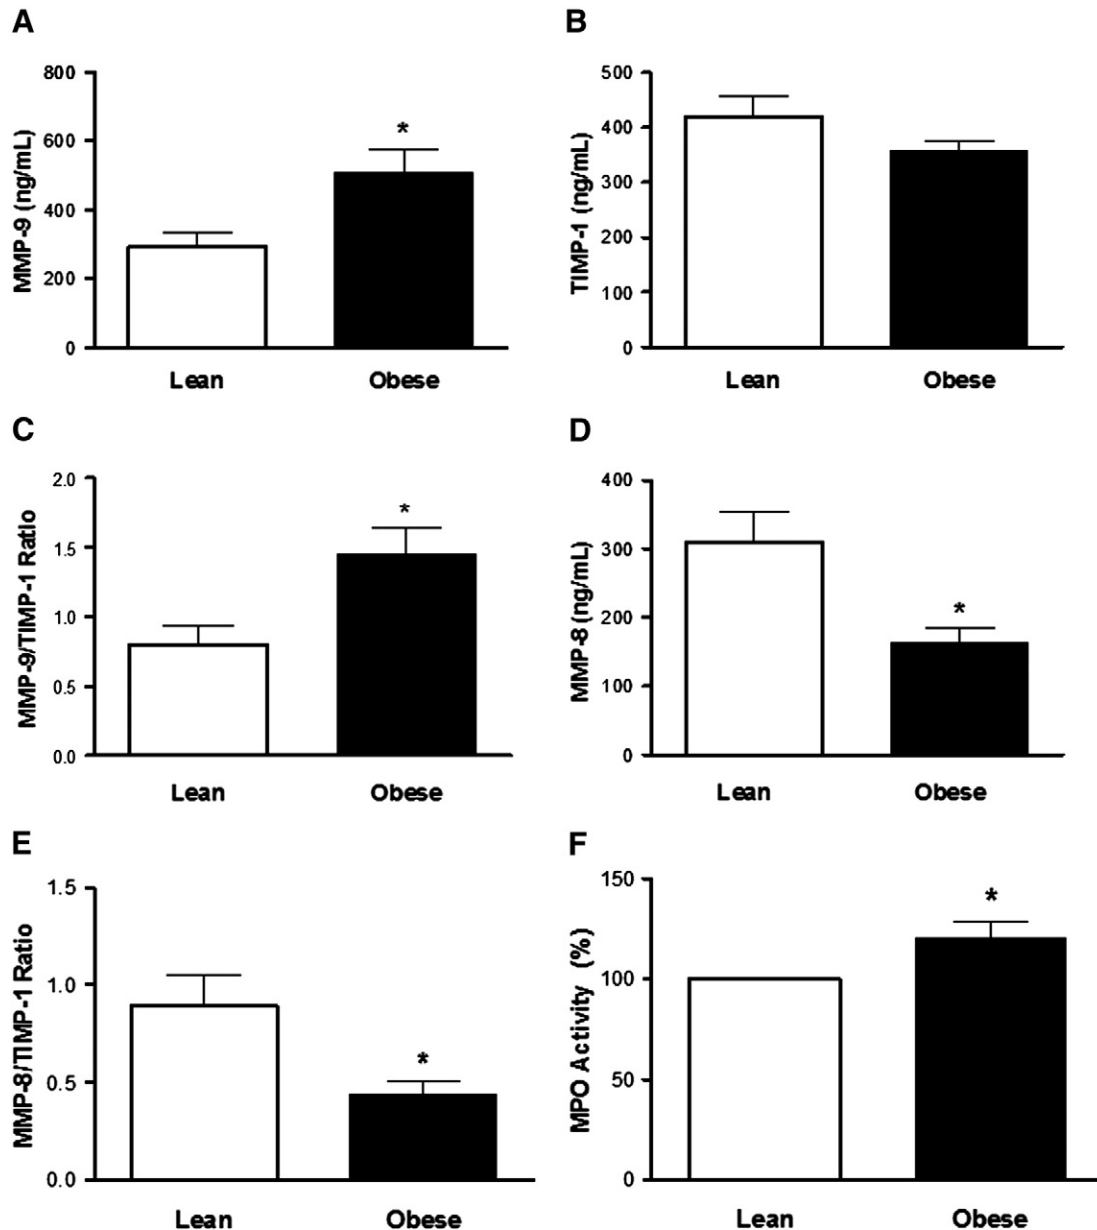 A
MMP-9 (ng/mL)
800
600
400
200
0
*
Lean Obese
B
TIMP-1 (ng/mL)
500
400
300
200
100
0
Lean Obese
C
MMP-9/TIMP-1 Ratio
2.0
1.5
1.0
0.5
0.0
*
Lean Obese
D
MMP-8 (ng/mL)
400
300
200
100
0
*
Lean Obese
E
MMP-8/TIMP-1 Ratio
1.5
1.0
0.5
0.0
*
Lean Obese
F
MPO Activity (%)
150
100
50
0
*
Lean Obese